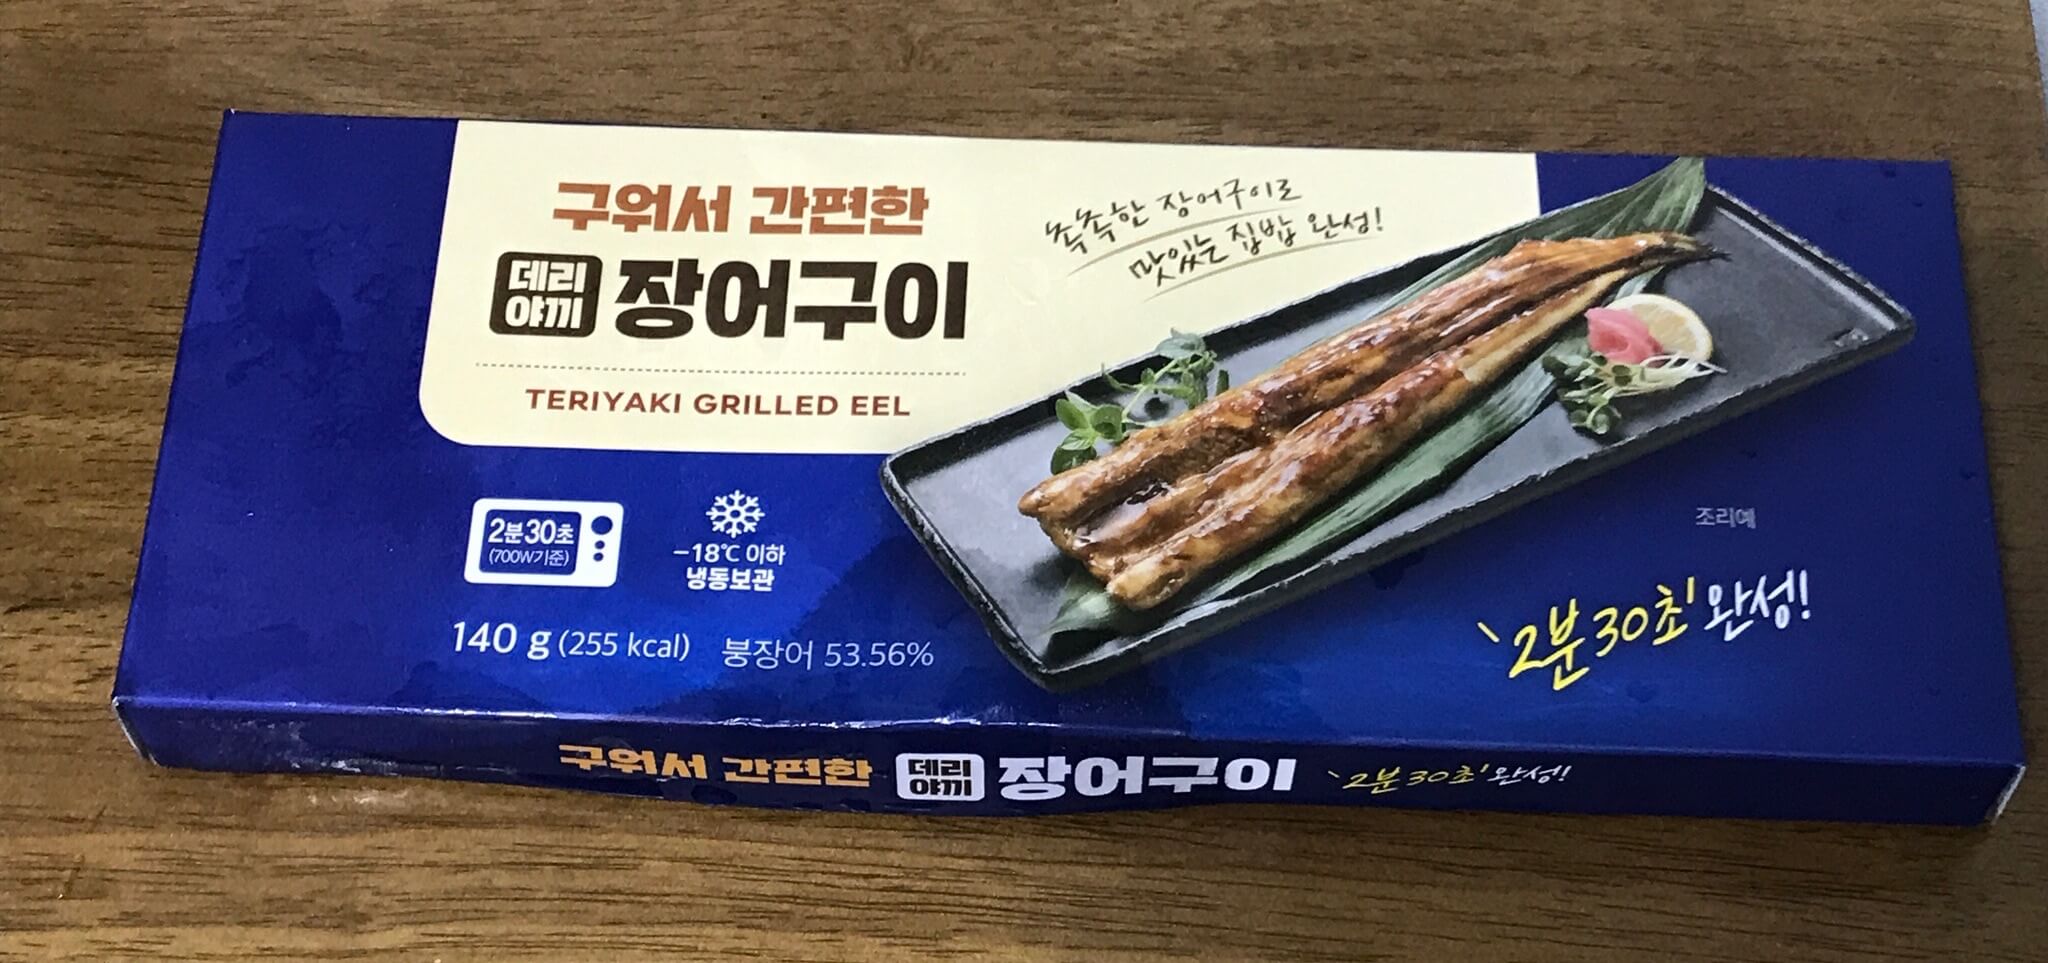 구워서 간편한
데리
야끼
장어구이
TERIYAKI GRILLED EEL
촉촉한 장어구이로
맛있는 집밥 완성!
2분30초
(700W기준)
-18℃ 이하
냉동보관
140 g (255 kcal) 붕장어 53.56%
조리예
'2분 30초' 완성!
구워서 간편한 데리야끼 장어구이 '2분 30초' 완성!